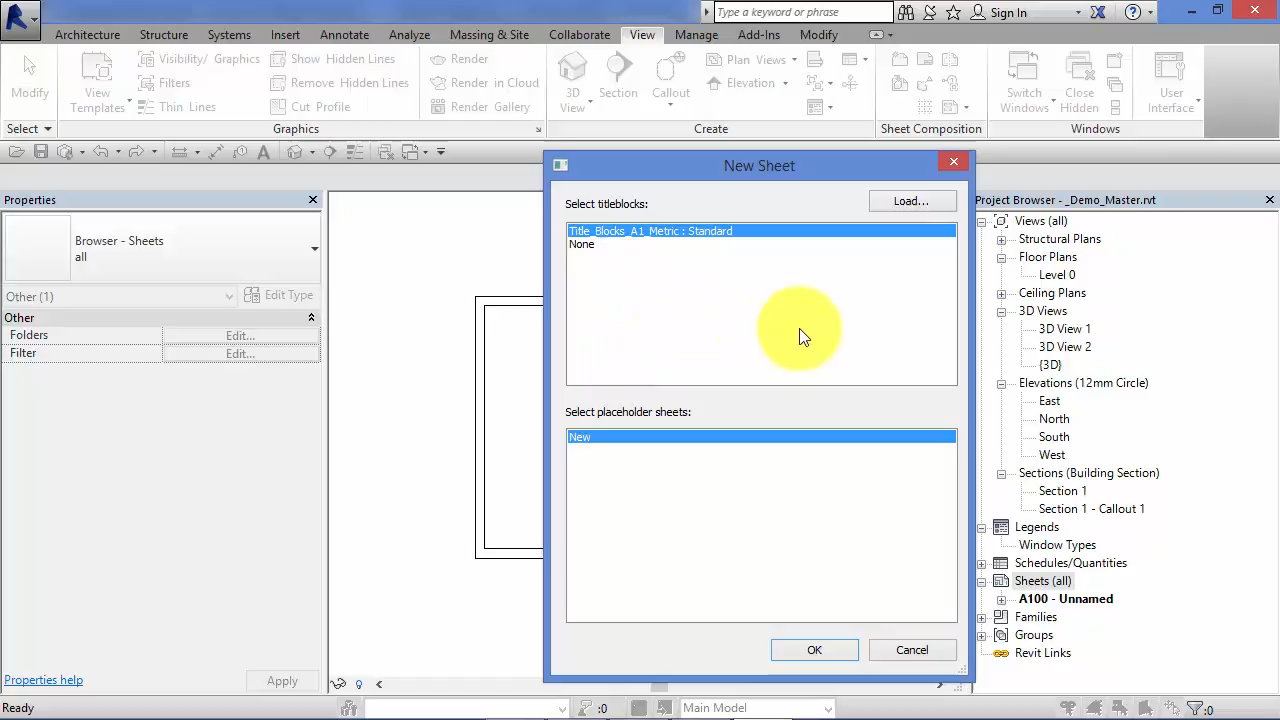 Type a keyword or phrase
Sign In
Architecture Structure Systems Insert Annotate Analyze Massing & Site Collaborate View Manage Add-Ins Modify
Modify
View Templates
Visibility/ Graphics
Filters
Thin Lines
Show Hidden Lines
Remove Hidden Lines
Cut Profile
Render
Render in Cloud
Render Gallery
3D View
Section
Callout
Plan Views
Elevation
Switch Windows
Close Hidden
User Interface
Select Graphics Create Sheet Composition Windows
Properties
Browser - Sheets
all
Other (1)
Edit Type
Other
Folders Edit...
Filter Edit...
Properties help
Apply
New Sheet
Select titleblocks:
Load...
Title_Blocks_A1_Metric : Standard
None
Select placeholder sheets:
New
OK Cancel
Project Browser - _Demo_Master.rvt
Views (all)
Structural Plans
Floor Plans
Level 0
Ceiling Plans
3D Views
3D View 1
3D View 2
{3D}
Elevations (12mm Circle)
East
North
South
West
Sections (Building Section)
Section 1
Section 1 - Callout 1
Legends
Window Types
Schedules/Quantities
Sheets (all)
A100 - Unnamed
Families
Groups
Revit Links
Ready
:0
Main Model
:0